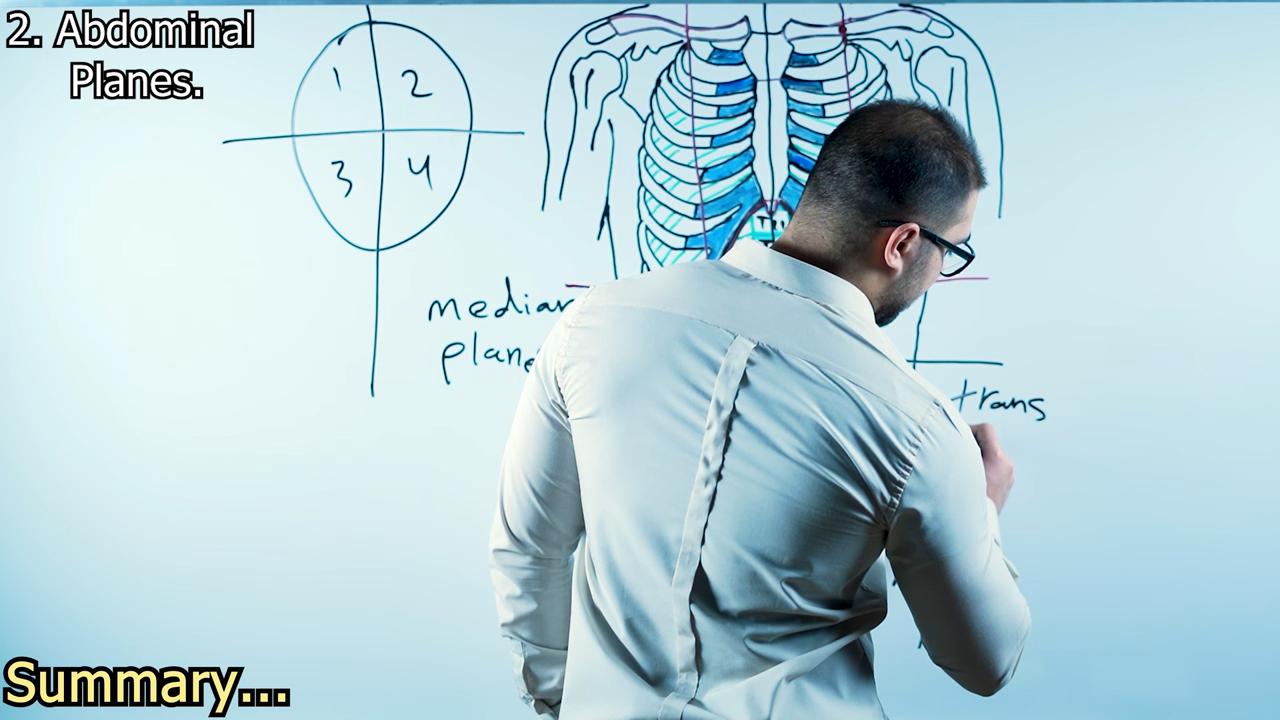 2. Abdominal
Planes.
1 2
3 4
median
plane
trans
Summary...